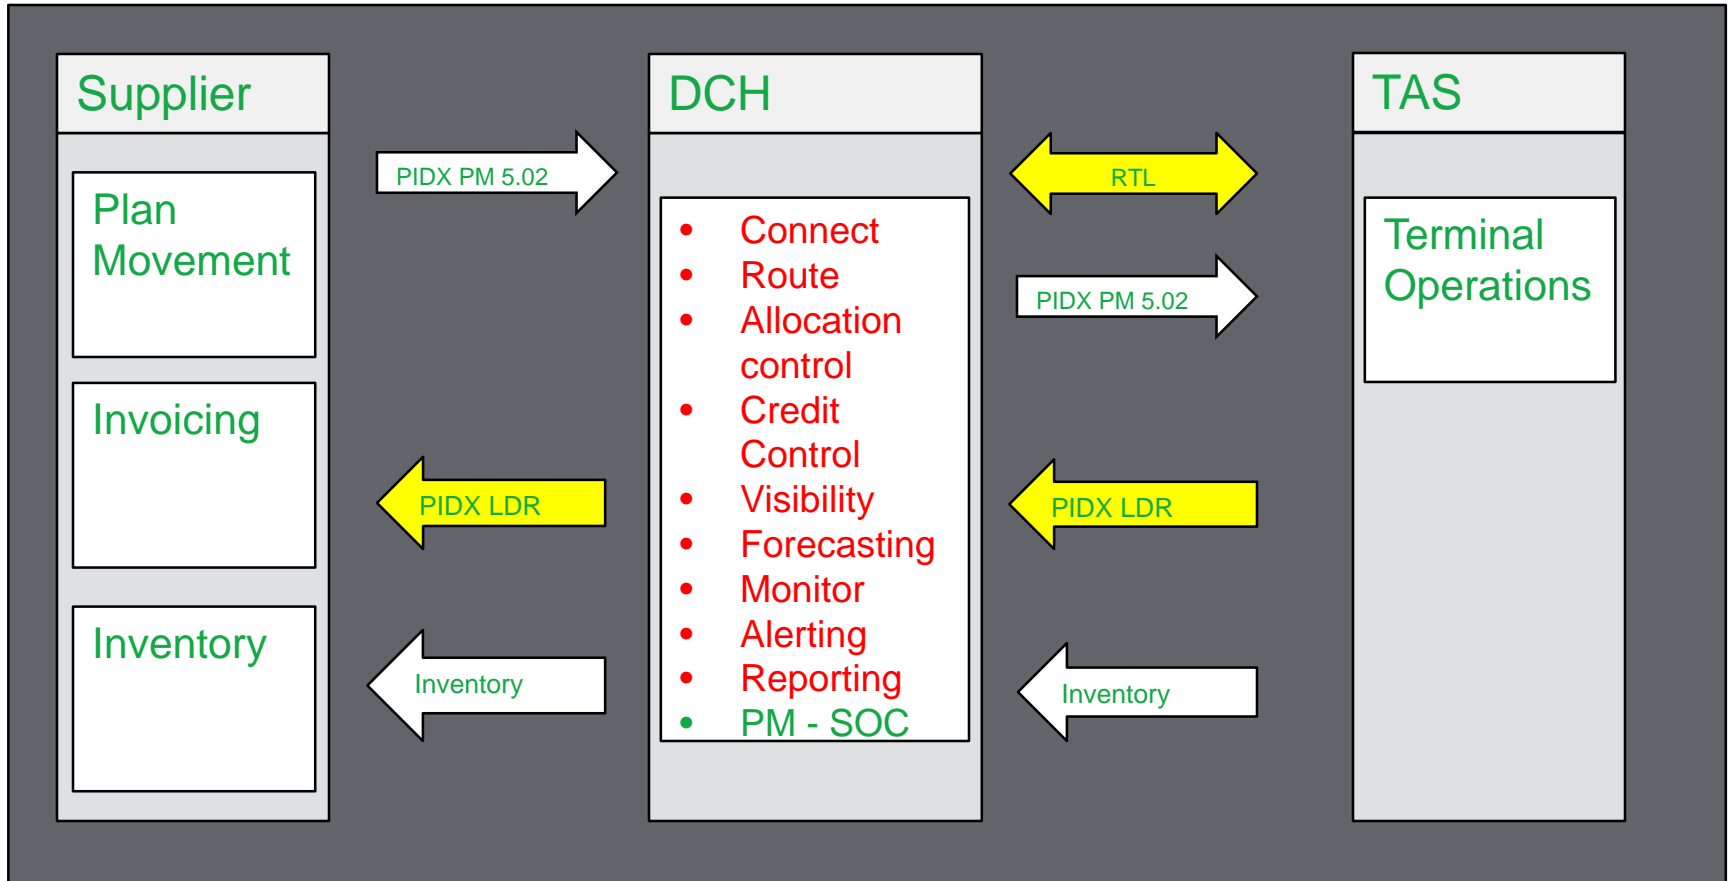 Supplier
DCH
TAS
PIDX PM 5.02
RTL
Plan
Movement
• Connect
• Route
• Allocation
control
• Credit
Control
• Visibility
• Forecasting
• Monitor
• Alerting
• Reporting
• PM - SOC
Terminal
Operations
PIDX PM 5.02
Invoicing
PIDX LDR
PIDX LDR
Inventory
Inventory
Inventory